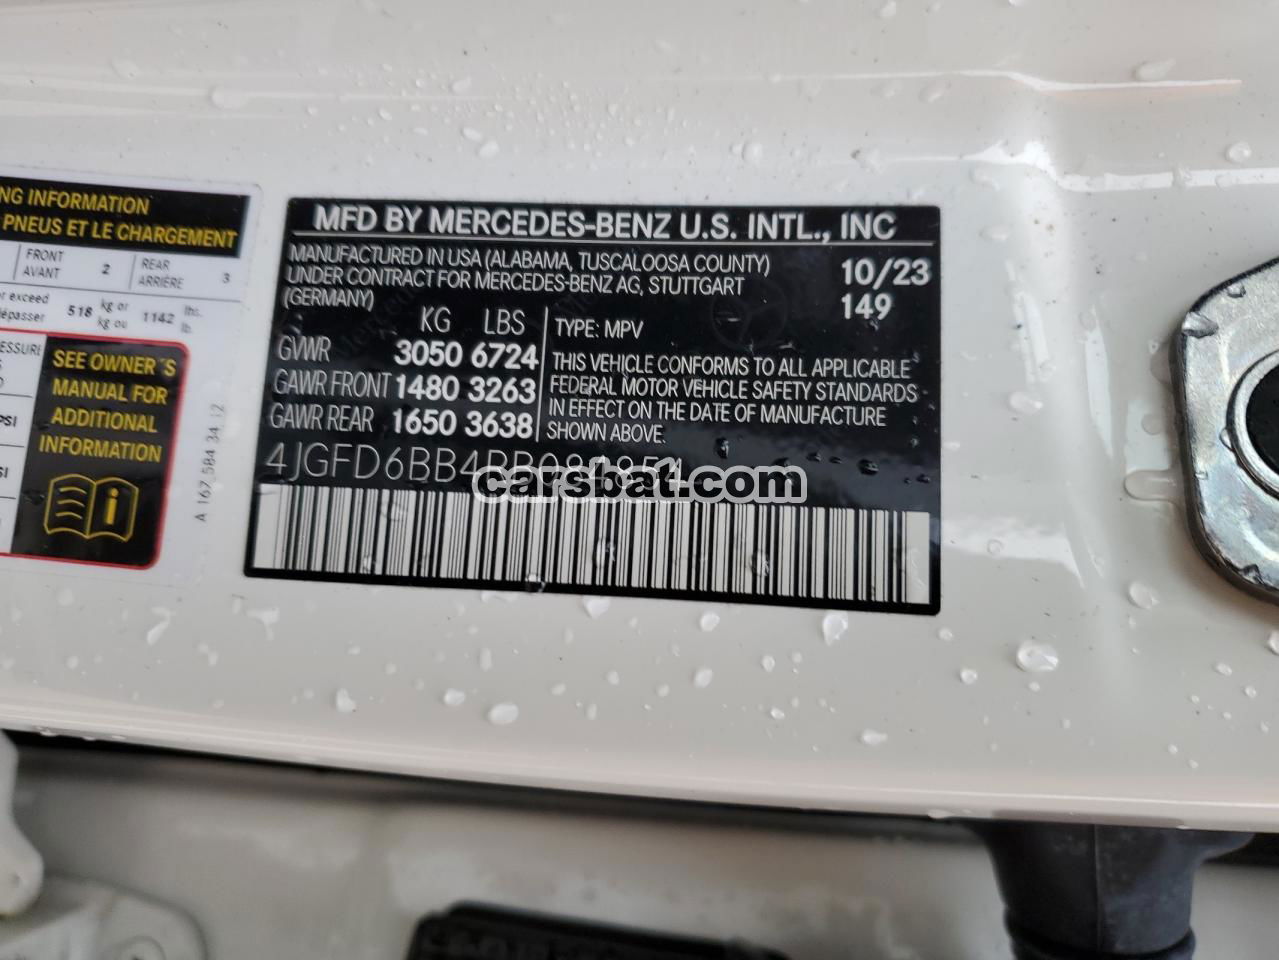 NG INFORMATION
PNEUS ET LE CHARGEMENT
FRONT
AVANT
2
REAR
ARRIÈRE
3
exceed
518 kg or
kg ou
1142 lbs.
lb.
SEE OWNER´S
MANUAL FOR
ADDITIONAL
INFORMATION
A 167 584 34 12
MFD BY MERCEDES-BENZ U.S. INTL., INC
MANUFACTURED IN USA (ALABAMA, TUSCALOOSA COUNTY)
UNDER CONTRACT FOR MERCEDES-BENZ AG, STUTTGART
(GERMANY)
10/23
149
KG LBS
GVWR 3050 6724
GAWR FRONT 1480 3263
GAWR REAR 1650 3638
TYPE: MPV
THIS VEHICLE CONFORMS TO ALL APPLICABLE
FEDERAL MOTOR VEHICLE SAFETY STANDARDS
IN EFFECT ON THE DATE OF MANUFACTURE
SHOWN ABOVE.
carsbat.com